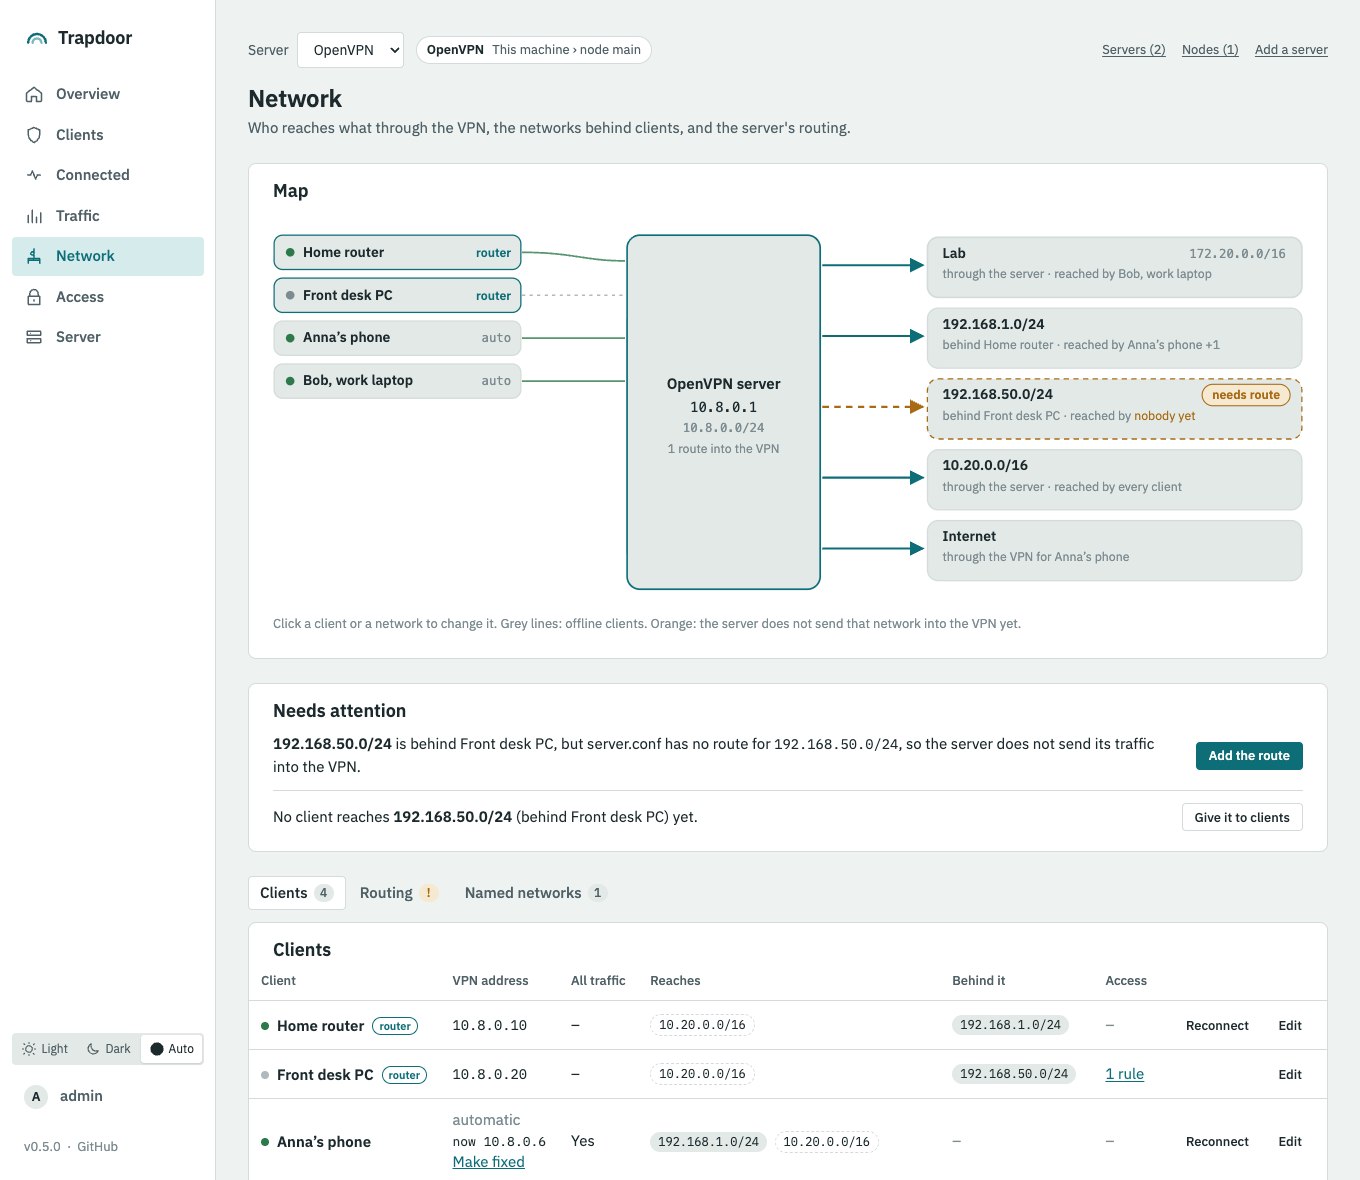 Trapdoor
Overview
Clients
Connected
Traffic
Network
Access
Server
Light Dark Auto
A admin
v0.5.0 · GitHub
Server OpenVPN OpenVPN This machine › node main
Servers (2) Nodes (1) Add a server
Network
Who reaches what through the VPN, the networks behind clients, and the server's routing.
Map
Home router router
Front desk PC router
Anna’s phone auto
Bob, work laptop auto
OpenVPN server
10.8.0.1
10.8.0.0/24
1 route into the VPN
Lab 172.20.0.0/16
through the server · reached by Bob, work laptop
192.168.1.0/24
behind Home router · reached by Anna’s phone +1
192.168.50.0/24 needs route
behind Front desk PC · reached by nobody yet
10.20.0.0/16
through the server · reached by every client
Internet
through the VPN for Anna’s phone
Click a client or a network to change it. Grey lines: offline clients. Orange: the server does not send that network into the VPN yet.
Needs attention
192.168.50.0/24 is behind Front desk PC, but server.conf has no route for 192.168.50.0/24, so the server does not send its traffic
into the VPN.
Add the route
No client reaches 192.168.50.0/24 (behind Front desk PC) yet.
Give it to clients
Clients 4 Routing ! Named networks 1
Clients
Client VPN address All traffic Reaches Behind it Access
Home router router 10.8.0.10 – 10.20.0.0/16 192.168.1.0/24 – Reconnect Edit
Front desk PC router 10.8.0.20 – 10.20.0.0/16 192.168.50.0/24 1 rule Edit
automatic
Anna’s phone now 10.8.0.6 Yes 192.168.1.0/24 10.20.0.0/16 – – Reconnect Edit
Make fixed